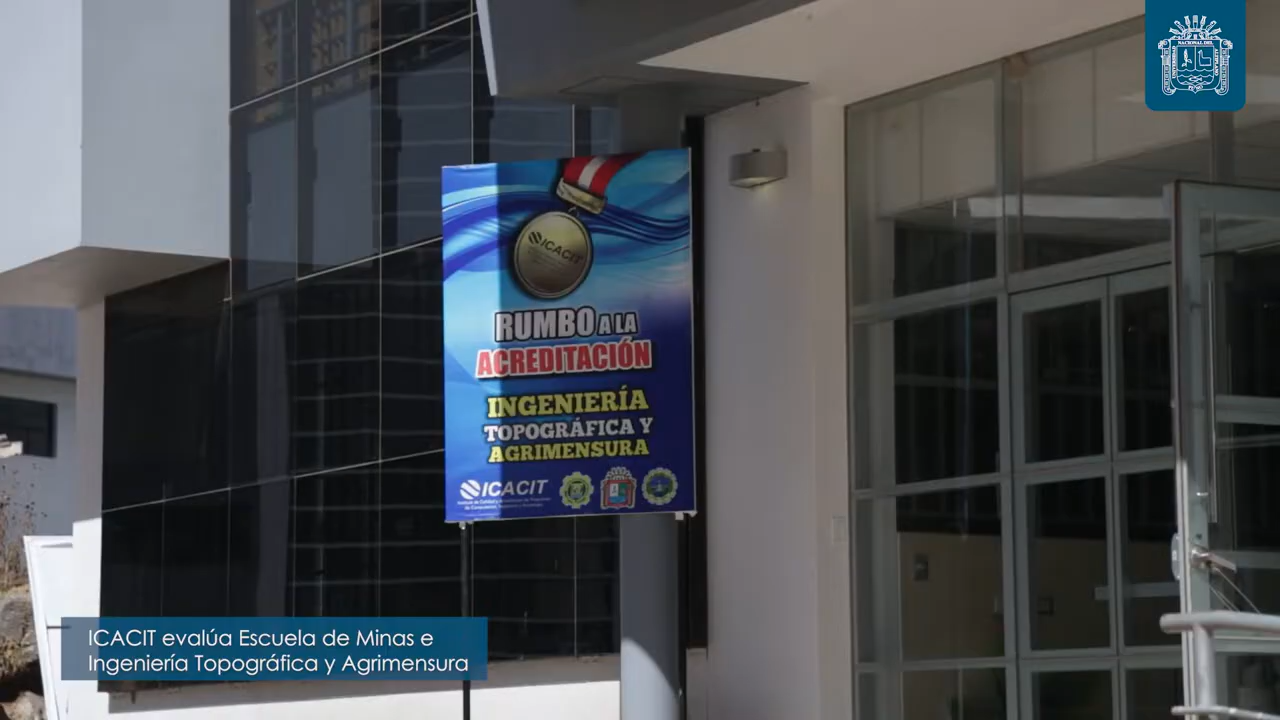 ICACIT
RUMBO A LA
ACREDITACIÓN
INGENIERÍA
TOPOGRÁFICA Y
AGRIMENSURA
ICACIT
ICACIT evalúa Escuela de Minas e
Ingeniería Topográfica y Agrimensura